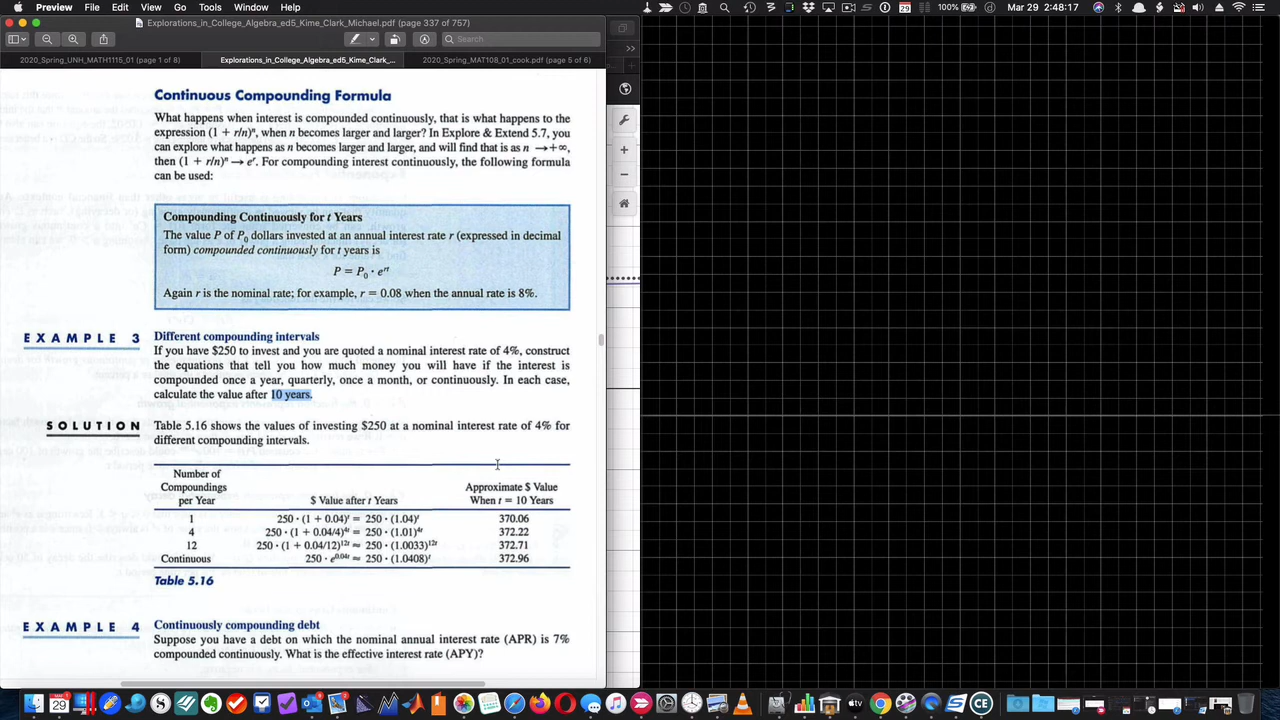 Preview File Edit View Go Tools Window Help
100% Mar 29 2:48:17
Explorations_in_College_Algebra_ed5_Kime_Clark_Michael.pdf (page 337 of 757)
Search
2020_Spring_UNH_MATH1115_01 (page 1 of 8) Explorations_in_College_Algebra_ed5_Kime_Clark_... 2020_Spring_MAT108_01_cook.pdf (page 5 of 6)
Continuous Compounding Formula
What happens when interest is compounded continuously, that is what happens to the
expression (1 + r/n)ⁿ, when n becomes larger and larger? In Explore & Extend 5.7, you
can explore what happens as n becomes larger and larger, and will find that is as n →+∞,
then (1 + r/n)ⁿ → eʳ. For compounding interest continuously, the following formula
can be used:
Compounding Continuously for t Years
The value P of P₀ dollars invested at an annual interest rate r (expressed in decimal
form) compounded continuously for t years is
P = P₀ · eʳᵗ
Again r is the nominal rate; for example, r = 0.08 when the annual rate is 8%.
EXAMPLE 3 Different compounding intervals
If you have $250 to invest and you are quoted a nominal interest rate of 4%, construct
the equations that tell you how much money you will have if the interest is
compounded once a year, quarterly, once a month, or continuously. In each case,
calculate the value after 10 years.
SOLUTION Table 5.16 shows the values of investing $250 at a nominal interest rate of 4% for
different compounding intervals.
Number of
Compoundings Approximate $ Value
per Year $ Value after t Years When t = 10 Years
1 250 · (1 + 0.04)ᵗ = 250 · (1.04)ᵗ 370.06
4 250 · (1 + 0.04/4)⁴ᵗ = 250 · (1.01)⁴ᵗ 372.22
12 250 · (1 + 0.04/12)¹²ᵗ ≈ 250 · (1.0033)¹²ᵗ 372.71
Continuous 250 · e⁰·⁰⁴ᵗ ≈ 250 · (1.0408)ᵗ 372.96
Table 5.16
EXAMPLE 4 Continuously compounding debt
Suppose you have a debt on which the nominal annual interest rate (APR) is 7%
compounded continuously. What is the effective interest rate (APY)?